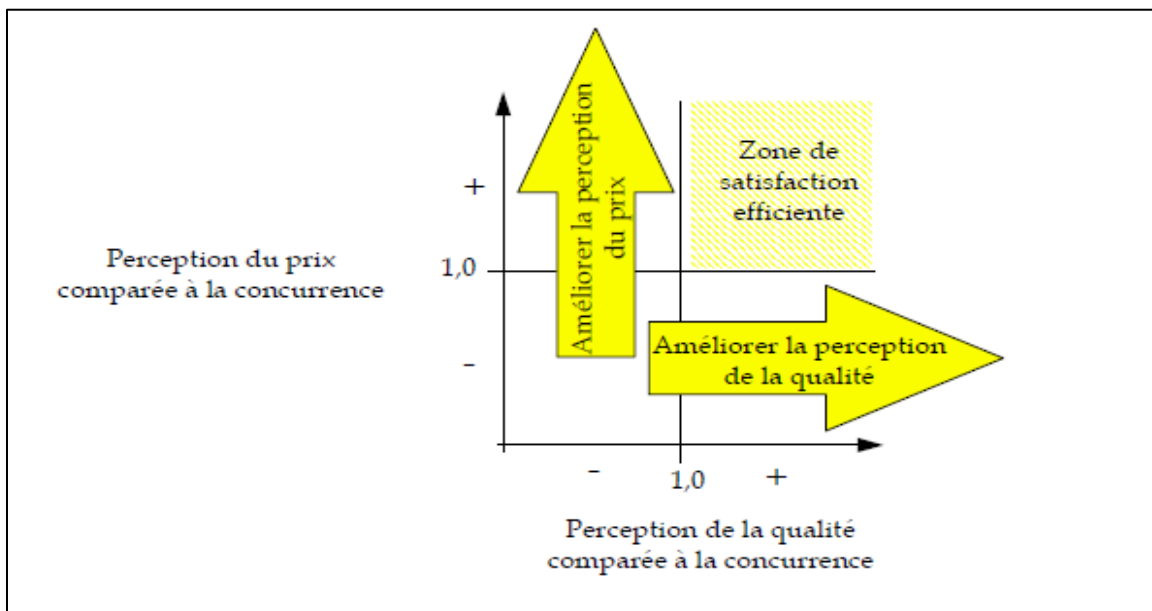 Améliorer la perception
du prix
Zone de
satisfaction
efficiente
+
Perception du prix
comparée à la concurrence
1,0
-
Améliorer la perception
de la qualité
-
1,0
+
Perception de la qualité
comparée à la concurrence